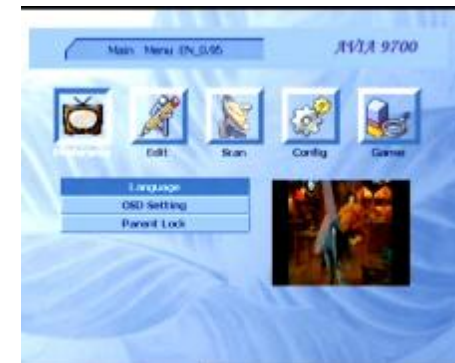 Main Menu EN_0.95
AVIA 9700
Edit
Scan
Config
Game
Language
OSD Setting
Parent Lock